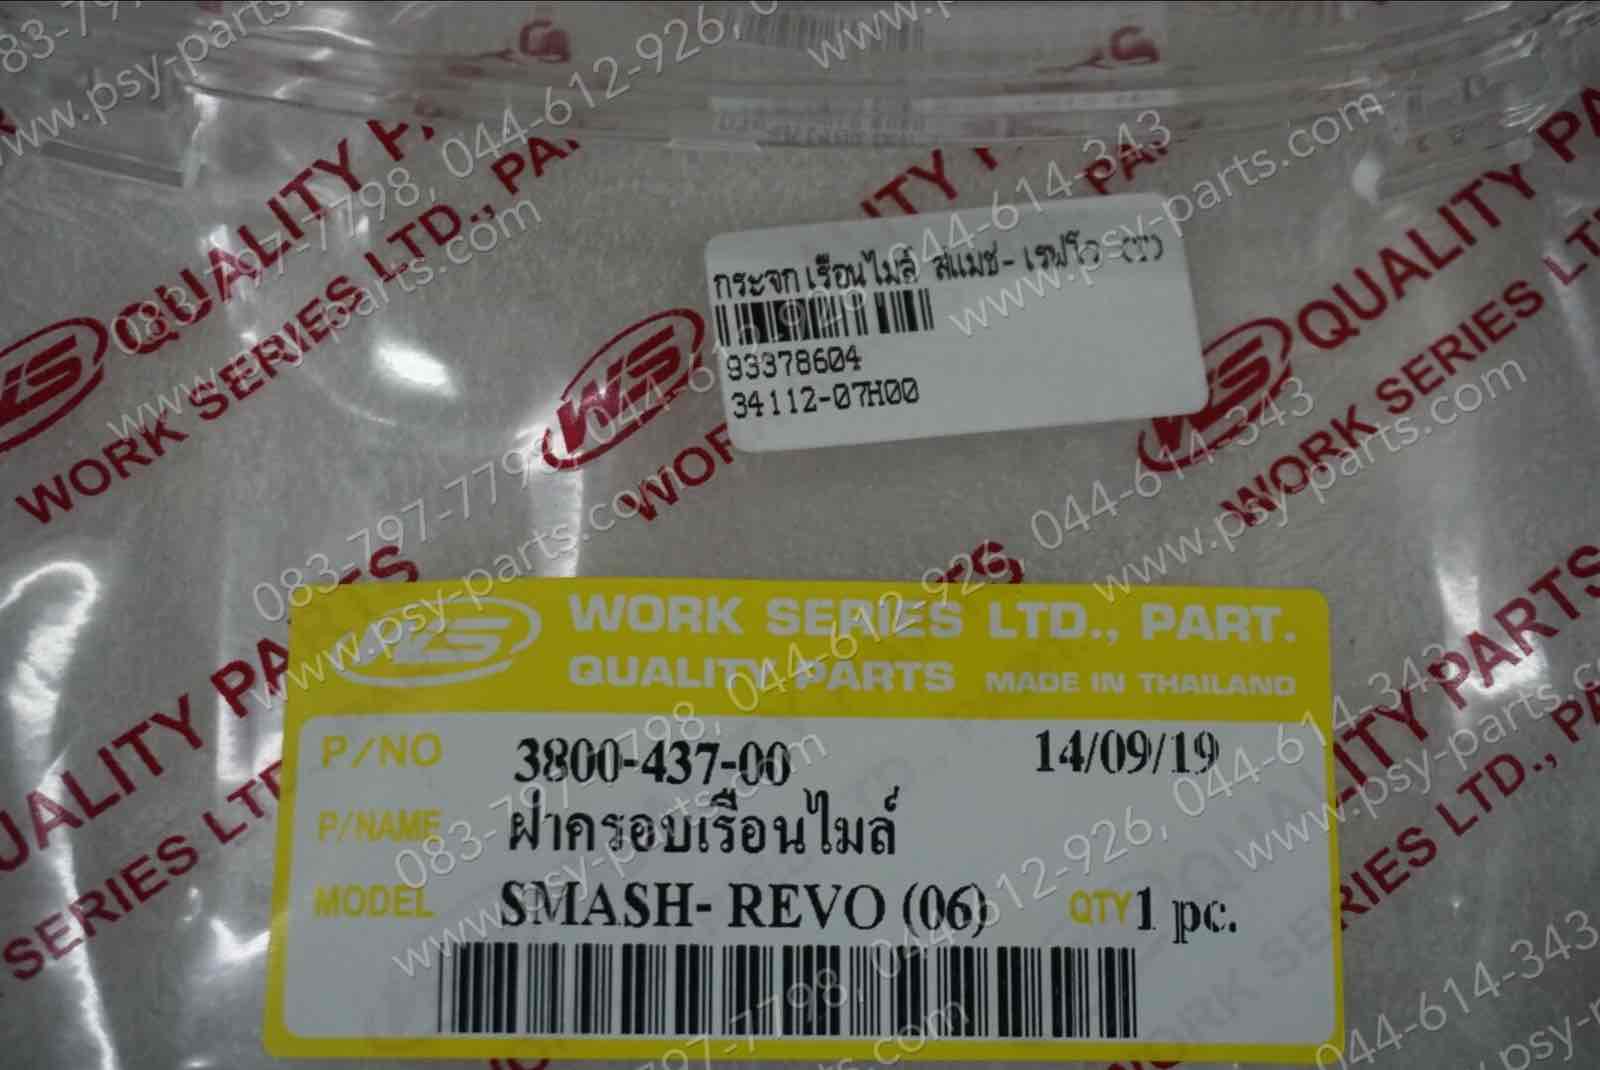 กระจกเรือนไมล์ สแมช- เรฟโว
93378604
34112-07H00
WS
QUALITY PARTS
WORK SERIES LTD., PART.
WS WORK SERIES LTD., PART.
QUALITY PARTS MADE IN THAILAND
P/NO 3800-437-00 14/09/19
P/NAME ฝาครอบเรือนไมล์
MODEL SMASH- REVO (06) QTY 1 pc.
083-797-7798, 044-612-926, 044-614-343
www.psy-parts.com